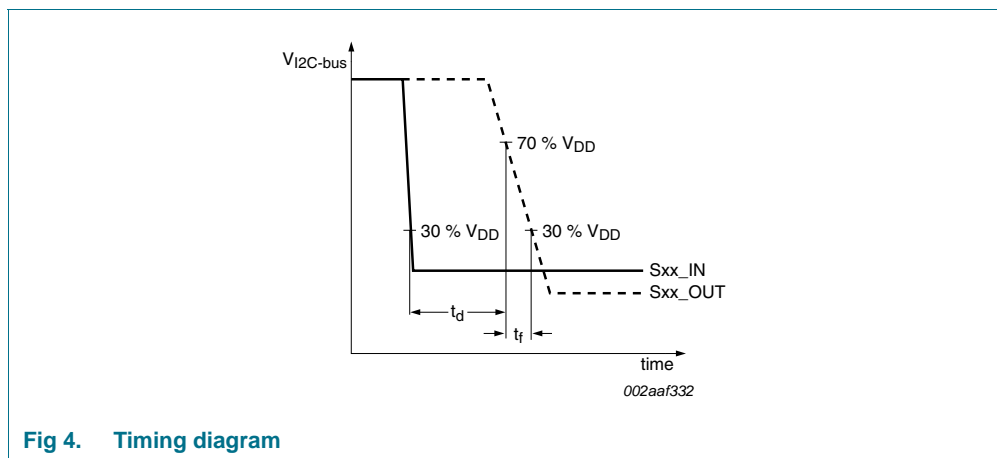 VI2C-bus
70 % VDD
30 % VDD
30 % VDD
Sxx_IN
Sxx_OUT
td
tf
time
002aaf332
Fig 4. Timing diagram